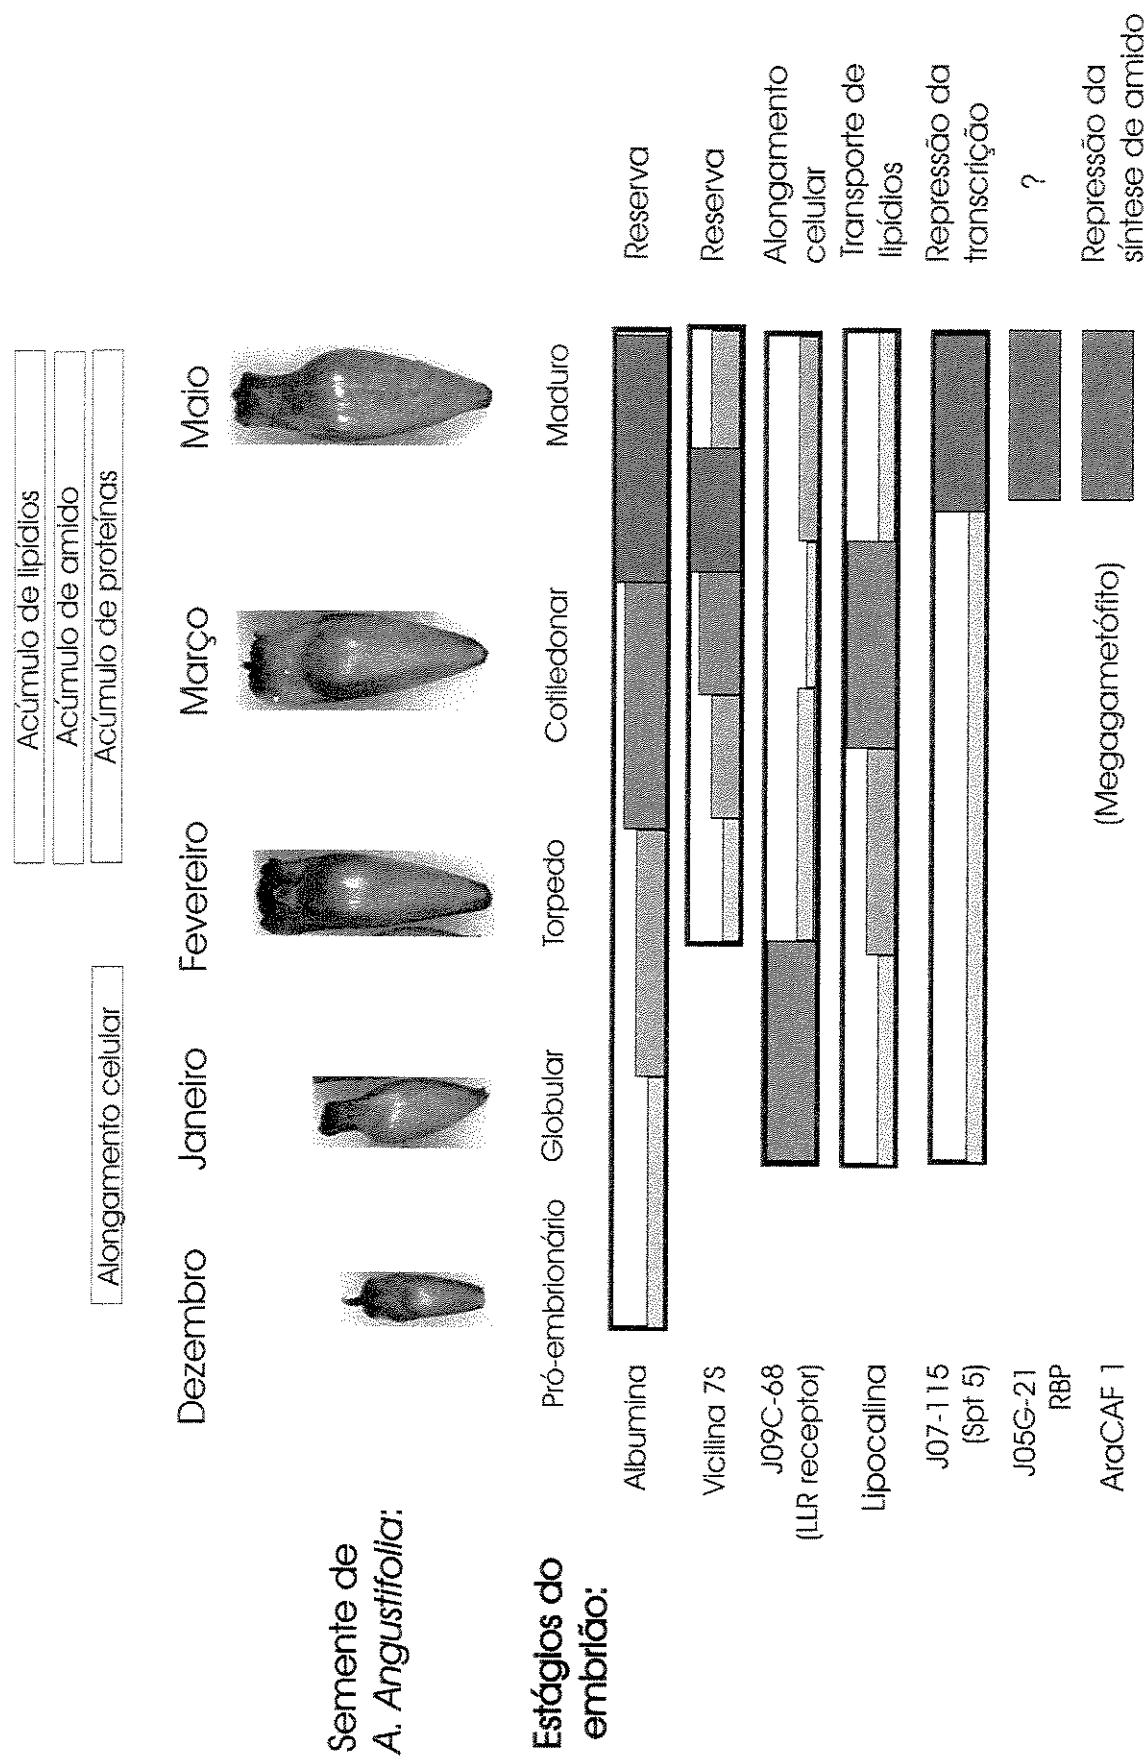 Acúmulo de lipídios
Acúmulo de amido
Alongamento celular
Acúmulo de proteínas
Dezembro
Janeiro
Fevereiro
Março
Maio
Semente de
A. Angustifolia:
Estágios do
embrião:
Pró-embrionário
Globular
Torpedo
Cotiledonar
Maduro
Albumina
Reserva
Vicilina 7S
Reserva
J09C-68
(LLR receptor)
Alongamento
celular
Lipocalina
Transporte de
lipídios
J07-115
(Spt 5)
Repressão da
transcrição
J05G-21
RBP
?
AraCAF 1
(Megagametófito)
Repressão da
síntese de amido